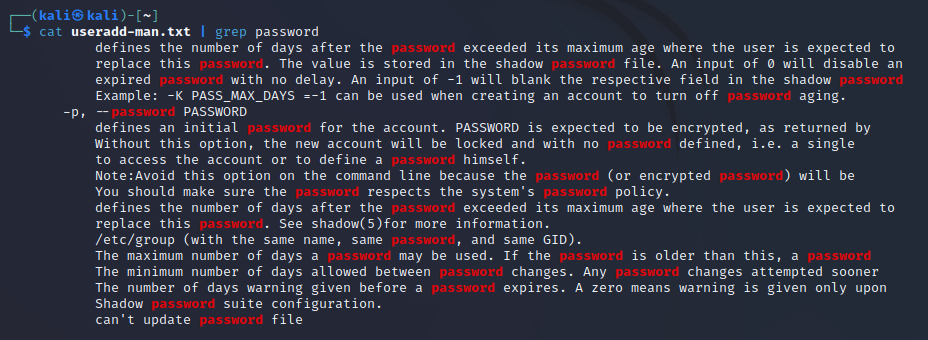 ┌──(kali㉿kali)-[~]
└─$ cat useradd-man.txt | grep password
defines the number of days after the password exceeded its maximum age where the user is expected to
replace this password. The value is stored in the shadow password file. An input of 0 will disable an
expired password with no delay. An input of -1 will blank the respective field in the shadow password
Example: -K PASS_MAX_DAYS =-1 can be used when creating an account to turn off password aging.
-p, --password PASSWORD
defines an initial password for the account. PASSWORD is expected to be encrypted, as returned by
Without this option, the new account will be locked and with no password defined, i.e. a single
to access the account or to define a password himself.
Note:Avoid this option on the command line because the password (or encrypted password) will be
You should make sure the password respects the system's password policy.
defines the number of days after the password exceeded its maximum age where the user is expected to
replace this password. See shadow(5)for more information.
/etc/group (with the same name, same password, and same GID).
The maximum number of days a password may be used. If the password is older than this, a password
The minimum number of days allowed between password changes. Any password changes attempted sooner
The number of days warning given before a password expires. A zero means warning is given only upon
Shadow password suite configuration.
can't update password file